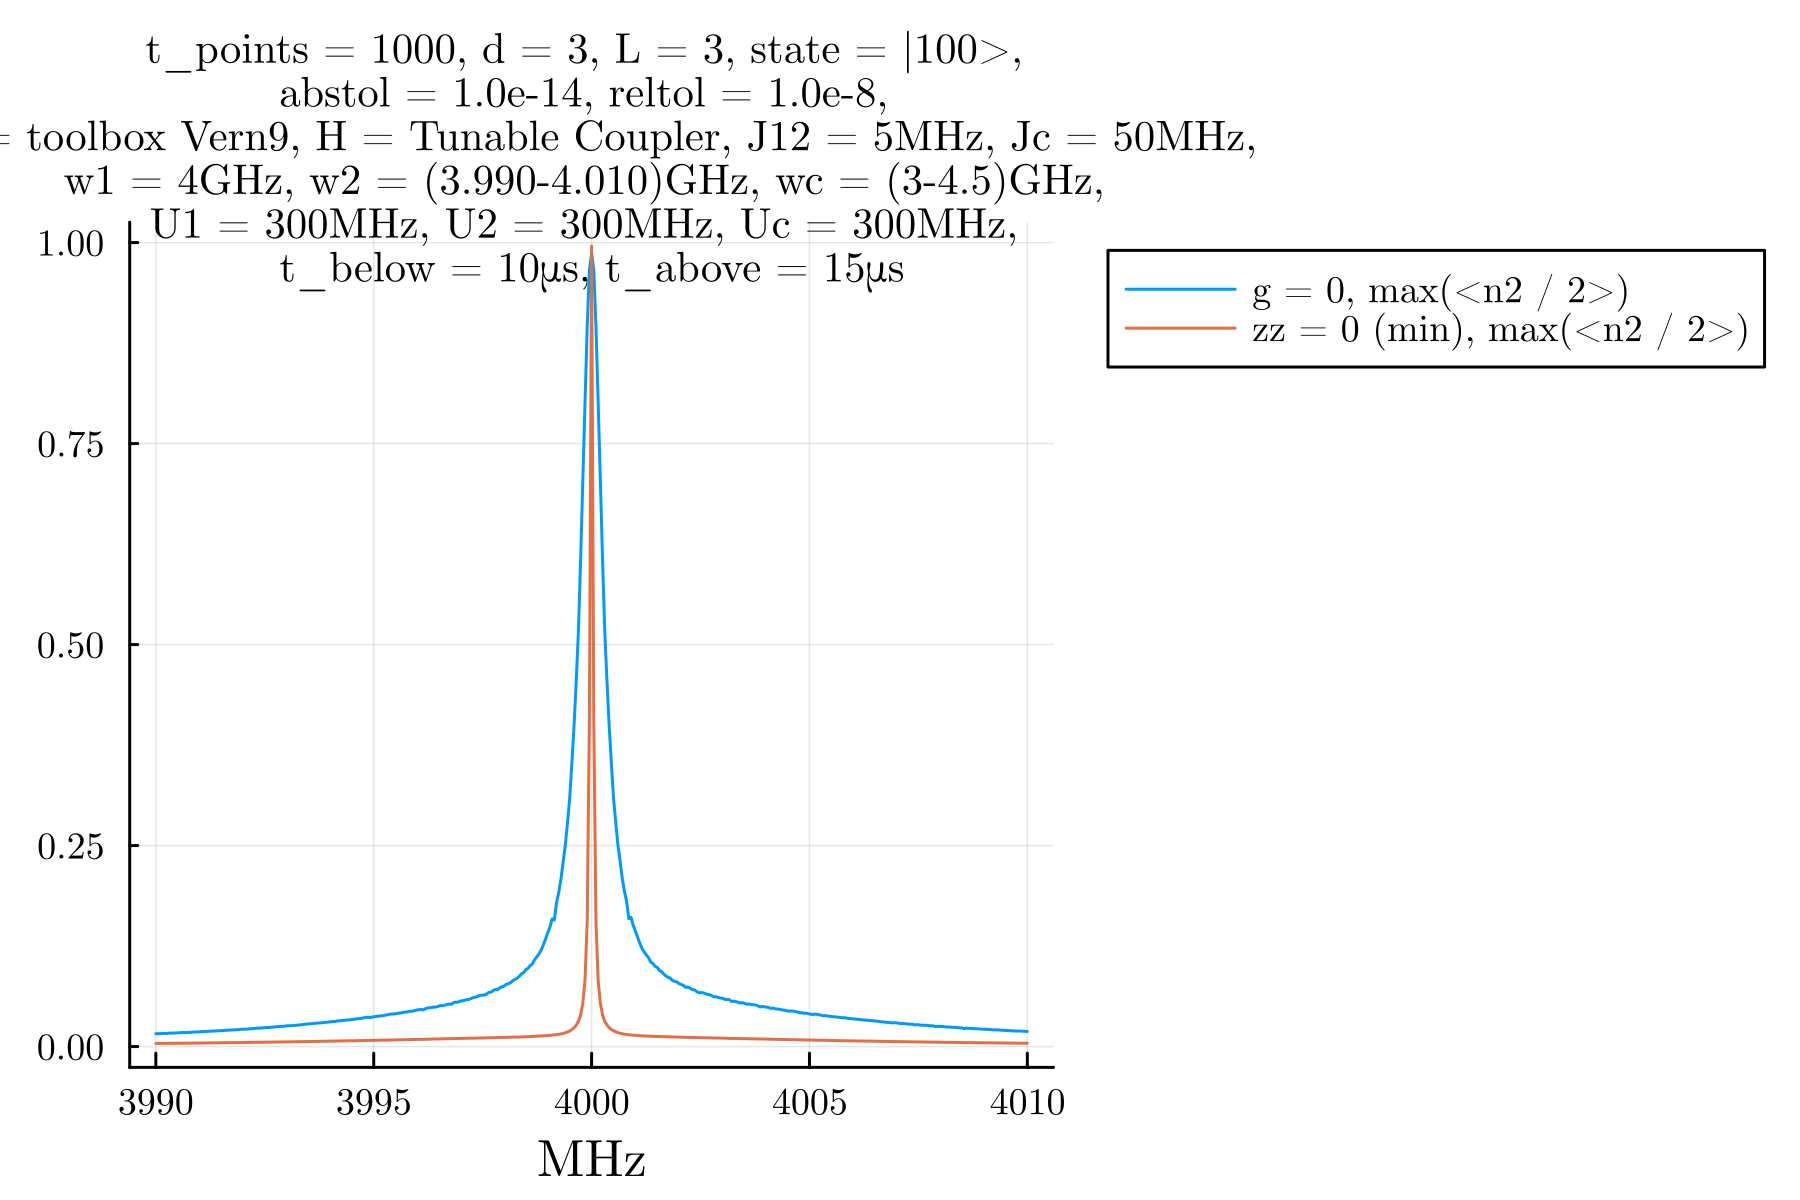 t_points = 1000, d = 3, L = 3, state = |100>,
abstol = 1.0e-14, reltol = 1.0e-8,
= toolbox Vern9, H = Tunable Coupler, J12 = 5MHz, Jc = 50MHz,
w1 = 4GHz, w2 = (3.990-4.010)GHz, wc = (3-4.5)GHz,
U1 = 300MHz, U2 = 300MHz, Uc = 300MHz,
t_below = 10μs, t_above = 15μs
g = 0, max(<n2 / 2>)
zz = 0 (min), max(<n2 / 2>)
1.00
0.75
0.50
0.25
0.00
3990 3995 4000 4005 4010
MHz